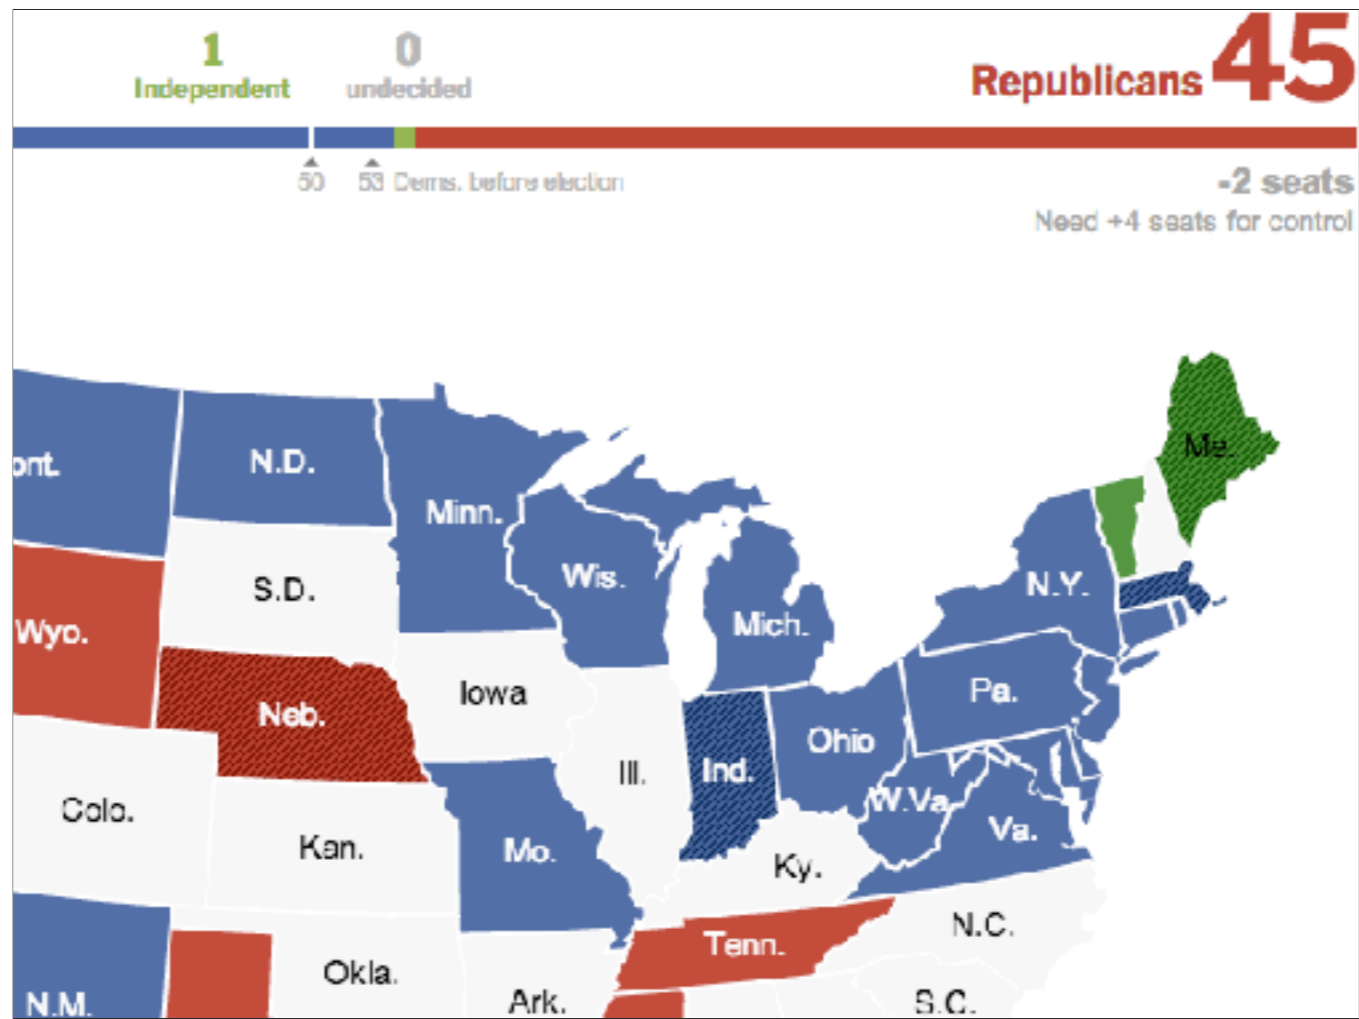 1
Independent
0
undecided
Republicans 45
50
53 Dems. before election
-2 seats
Need +4 seats for control
ont.
N.D.
Minn.
Me.
S.D.
Wis.
N.Y.
Wyo.
Mich.
Neb.
Iowa
Pa.
Ohio
Ill.
Ind.
Colo.
W.Va.
Va.
Kan.
Mo.
Ky.
N.C.
Tenn.
Okla.
N.M.
Ark.
S.C.